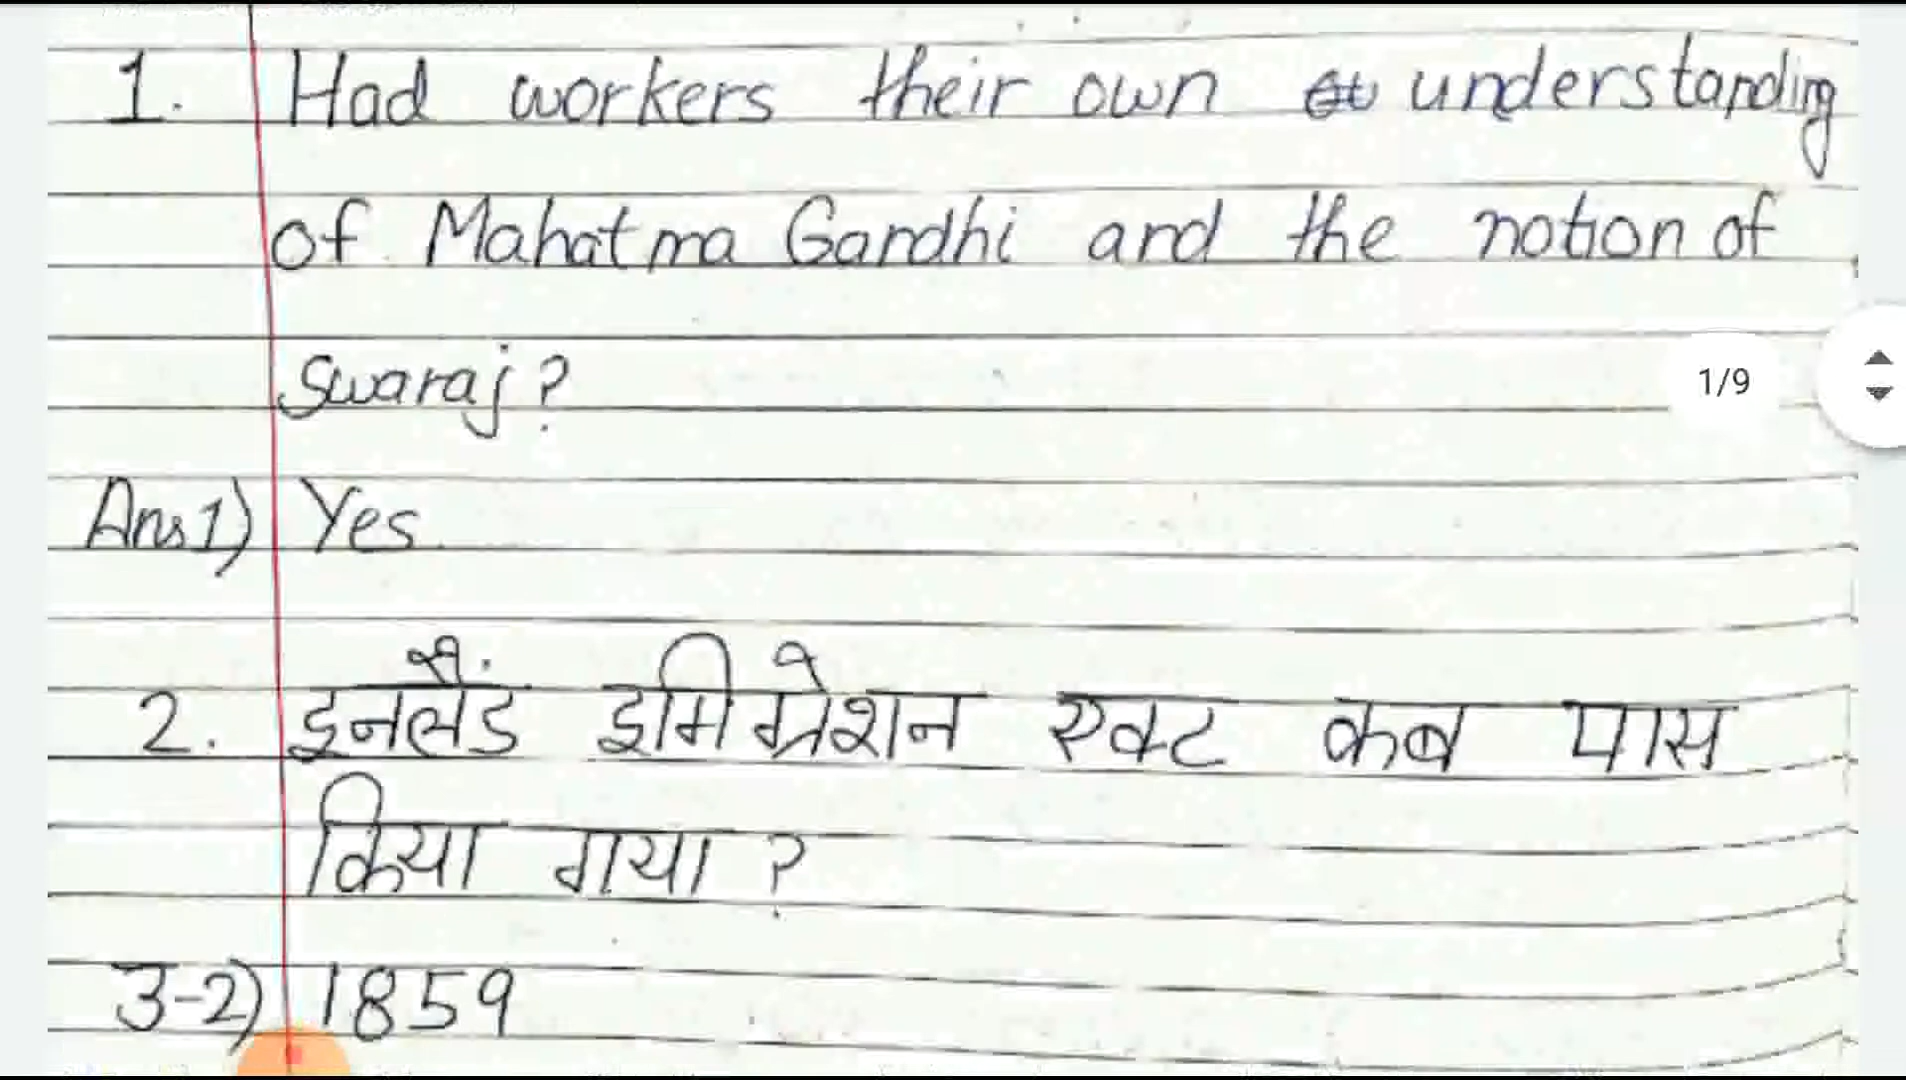 1. Had workers their own understanding
of Mahatma Gandhi and the notion of
Swaraj?
1/9
Ans1) Yes
2. इनलैंड इमिग्रेशन एक्ट कब पास
किया गया?
उ-2) 1859